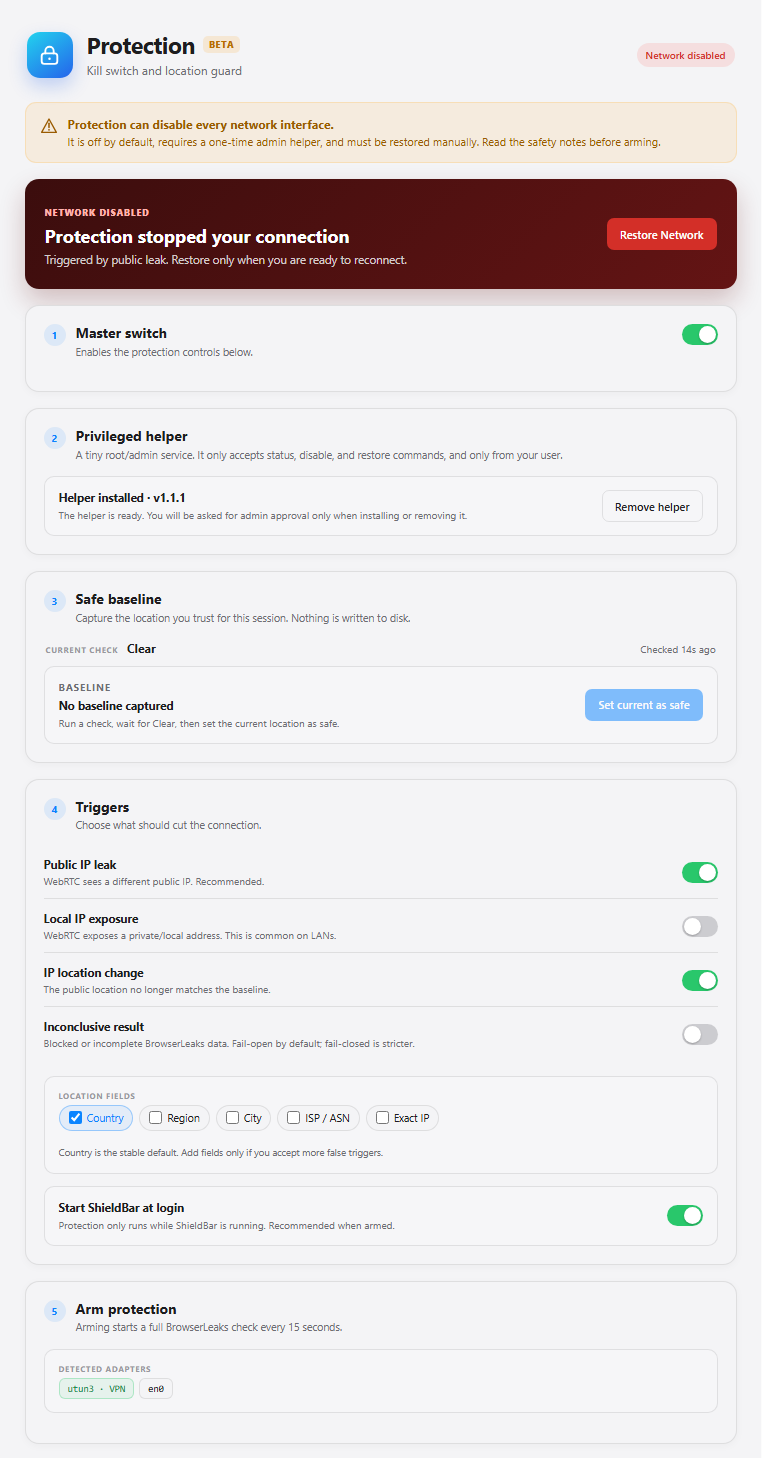 Protection BETA
Kill switch and location guard
Network disabled
Protection can disable every network interface.
It is off by default, requires a one-time admin helper, and must be restored manually. Read the safety notes before arming.
NETWORK DISABLED
Protection stopped your connection
Triggered by public leak. Restore only when you are ready to reconnect.
Restore Network
1 Master switch
Enables the protection controls below.
2 Privileged helper
A tiny root/admin service. It only accepts status, disable, and restore commands, and only from your user.
Helper installed · v1.1.1
The helper is ready. You will be asked for admin approval only when installing or removing it.
Remove helper
3 Safe baseline
Capture the location you trust for this session. Nothing is written to disk.
CURRENT CHECK Clear
Checked 14s ago
BASELINE
No baseline captured
Run a check, wait for Clear, then set the current location as safe.
Set current as safe
4 Triggers
Choose what should cut the connection.
Public IP leak
WebRTC sees a different public IP. Recommended.
Local IP exposure
WebRTC exposes a private/local address. This is common on LANs.
IP location change
The public location no longer matches the baseline.
Inconclusive result
Blocked or incomplete BrowserLeaks data. Fail-open by default; fail-closed is stricter.
LOCATION FIELDS
Country Region City ISP / ASN Exact IP
Country is the stable default. Add fields only if you accept more false triggers.
Start ShieldBar at login
Protection only runs while ShieldBar is running. Recommended when armed.
5 Arm protection
Arming starts a full BrowserLeaks check every 15 seconds.
DETECTED ADAPTERS
utun3 · VPN en0